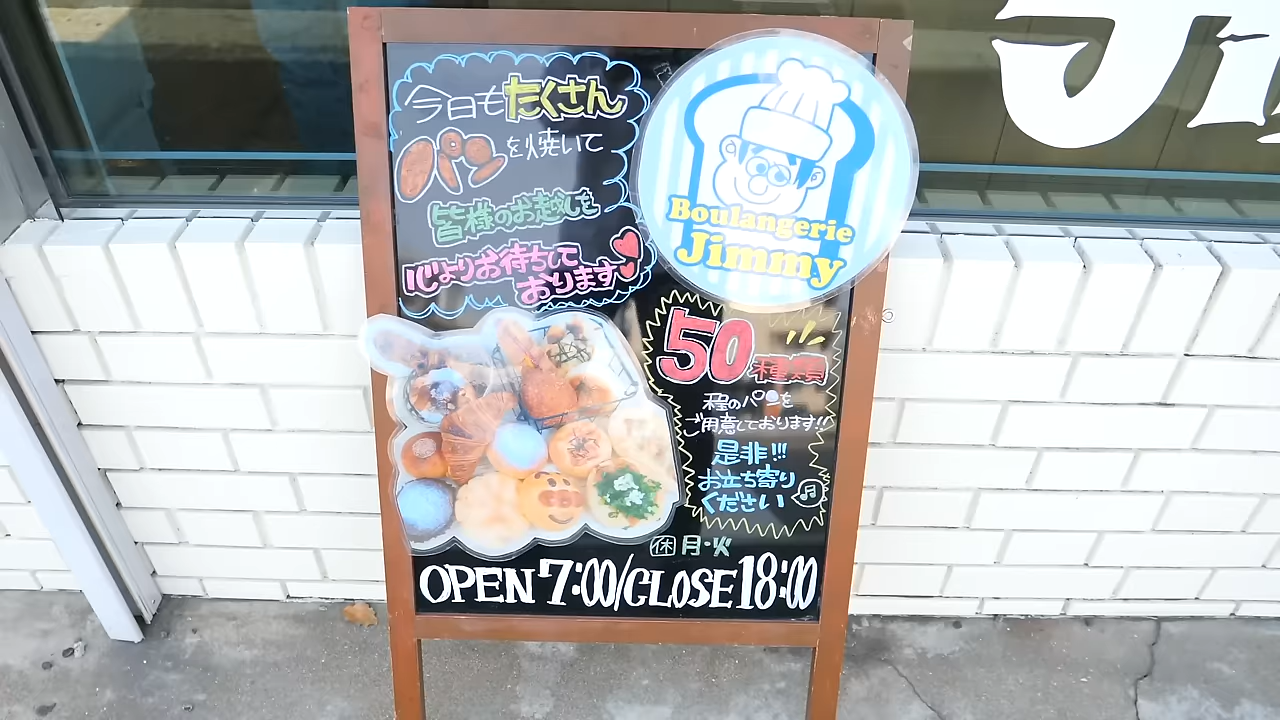 今日もたくさん
パンを焼いて
皆様のお越しを
心よりお待ちして
おります
Boulangerie
Jimmy
50種類
程のパンを
ご用意しております!!
是非!!!
お立ち寄り
ください
休 月・火
OPEN 7:00/CLOSE 18:00